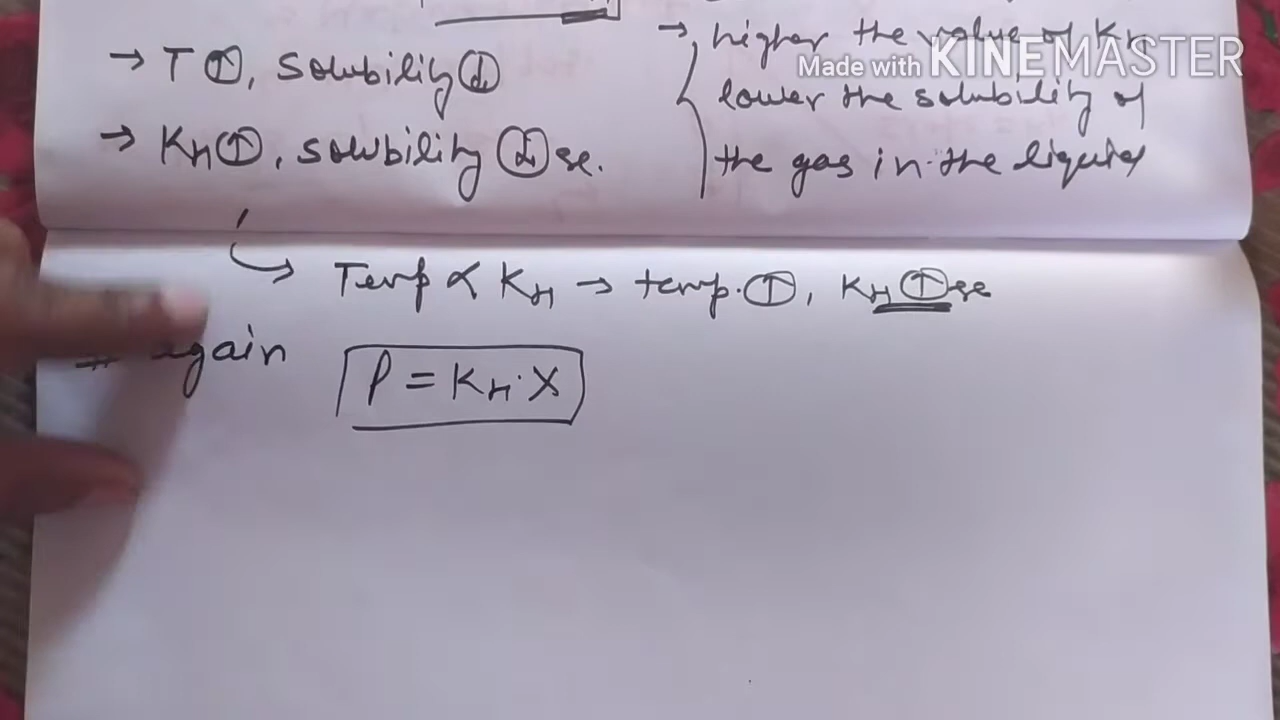 → T ↑, solubility ↓
→ KH ↑, solubility ↓se.
→ higher the value of KH
lower the solubility of
the gas in the liquid
Made with KINEMASTER
Temp ∝ KH → temp. ↑, KH ↑se
# again P = KH · X